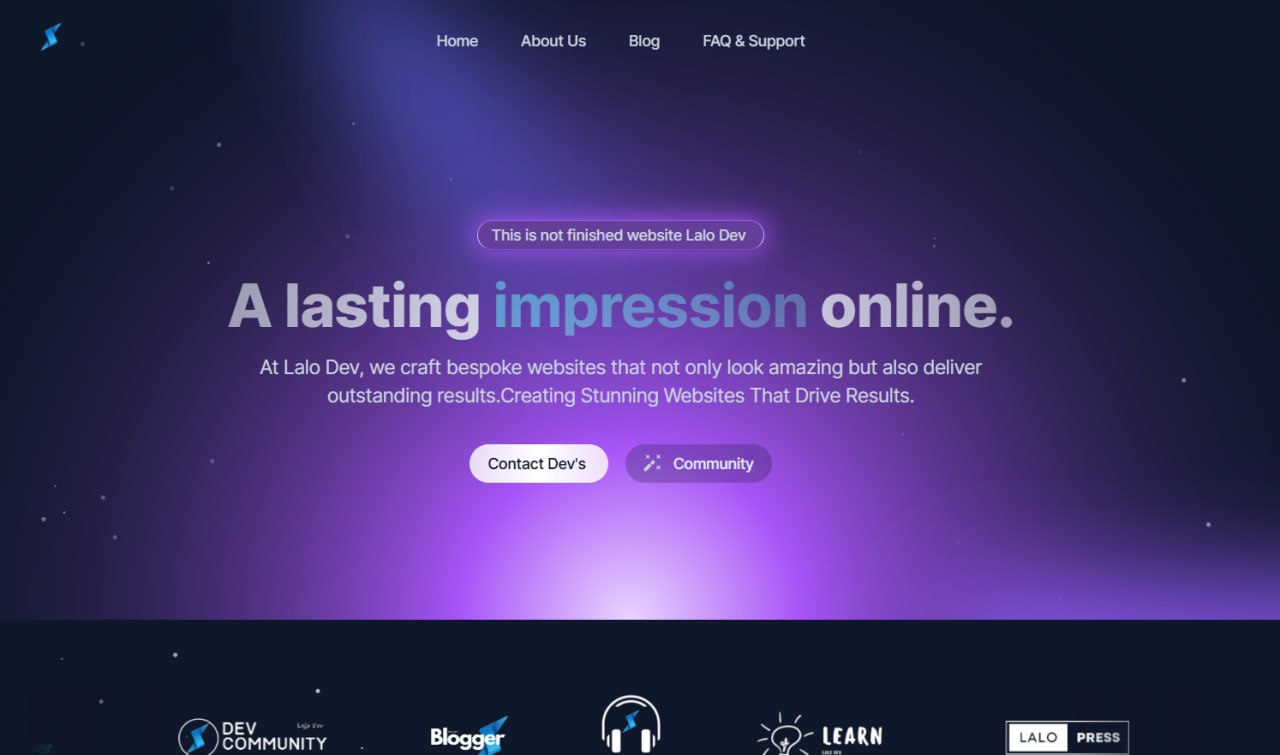 Home About Us Blog FAQ & Support
This is not finished website Lalo Dev
A lasting impression online.
At Lalo Dev, we craft bespoke websites that not only look amazing but also deliver
outstanding results.Creating Stunning Websites That Drive Results.
Contact Dev's Community
DEV
COMMUNITY
Lalo Dev
Blogger
LEARN
LALO DEV
LALO PRESS